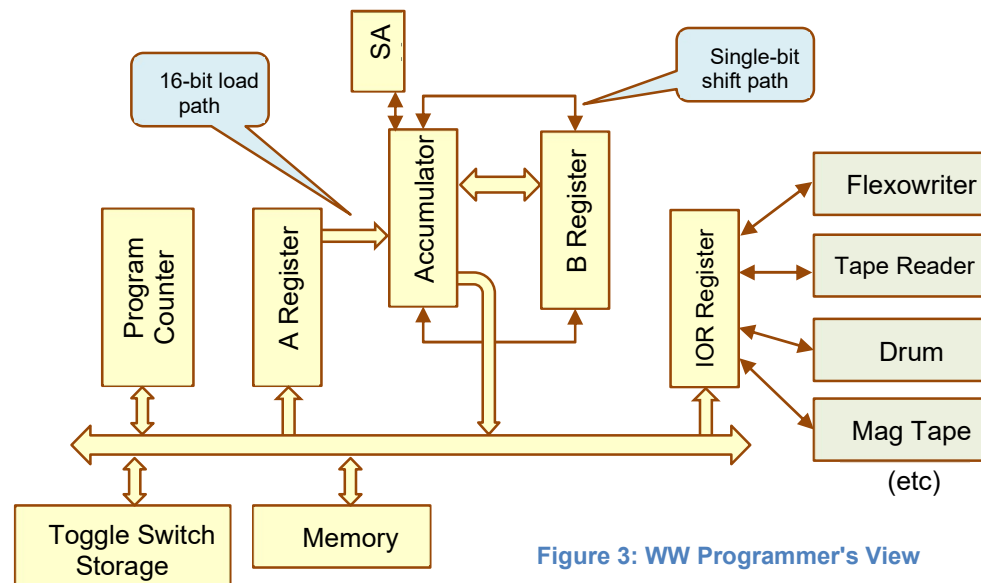 SA
16-bit load
path
Single-bit
shift path
Program
Counter
A Register
Accumulator
B Register
IOR Register
Flexowriter
Tape Reader
Drum
Mag Tape
(etc)
Toggle Switch
Storage
Memory
Figure 3: WW Programmer's View